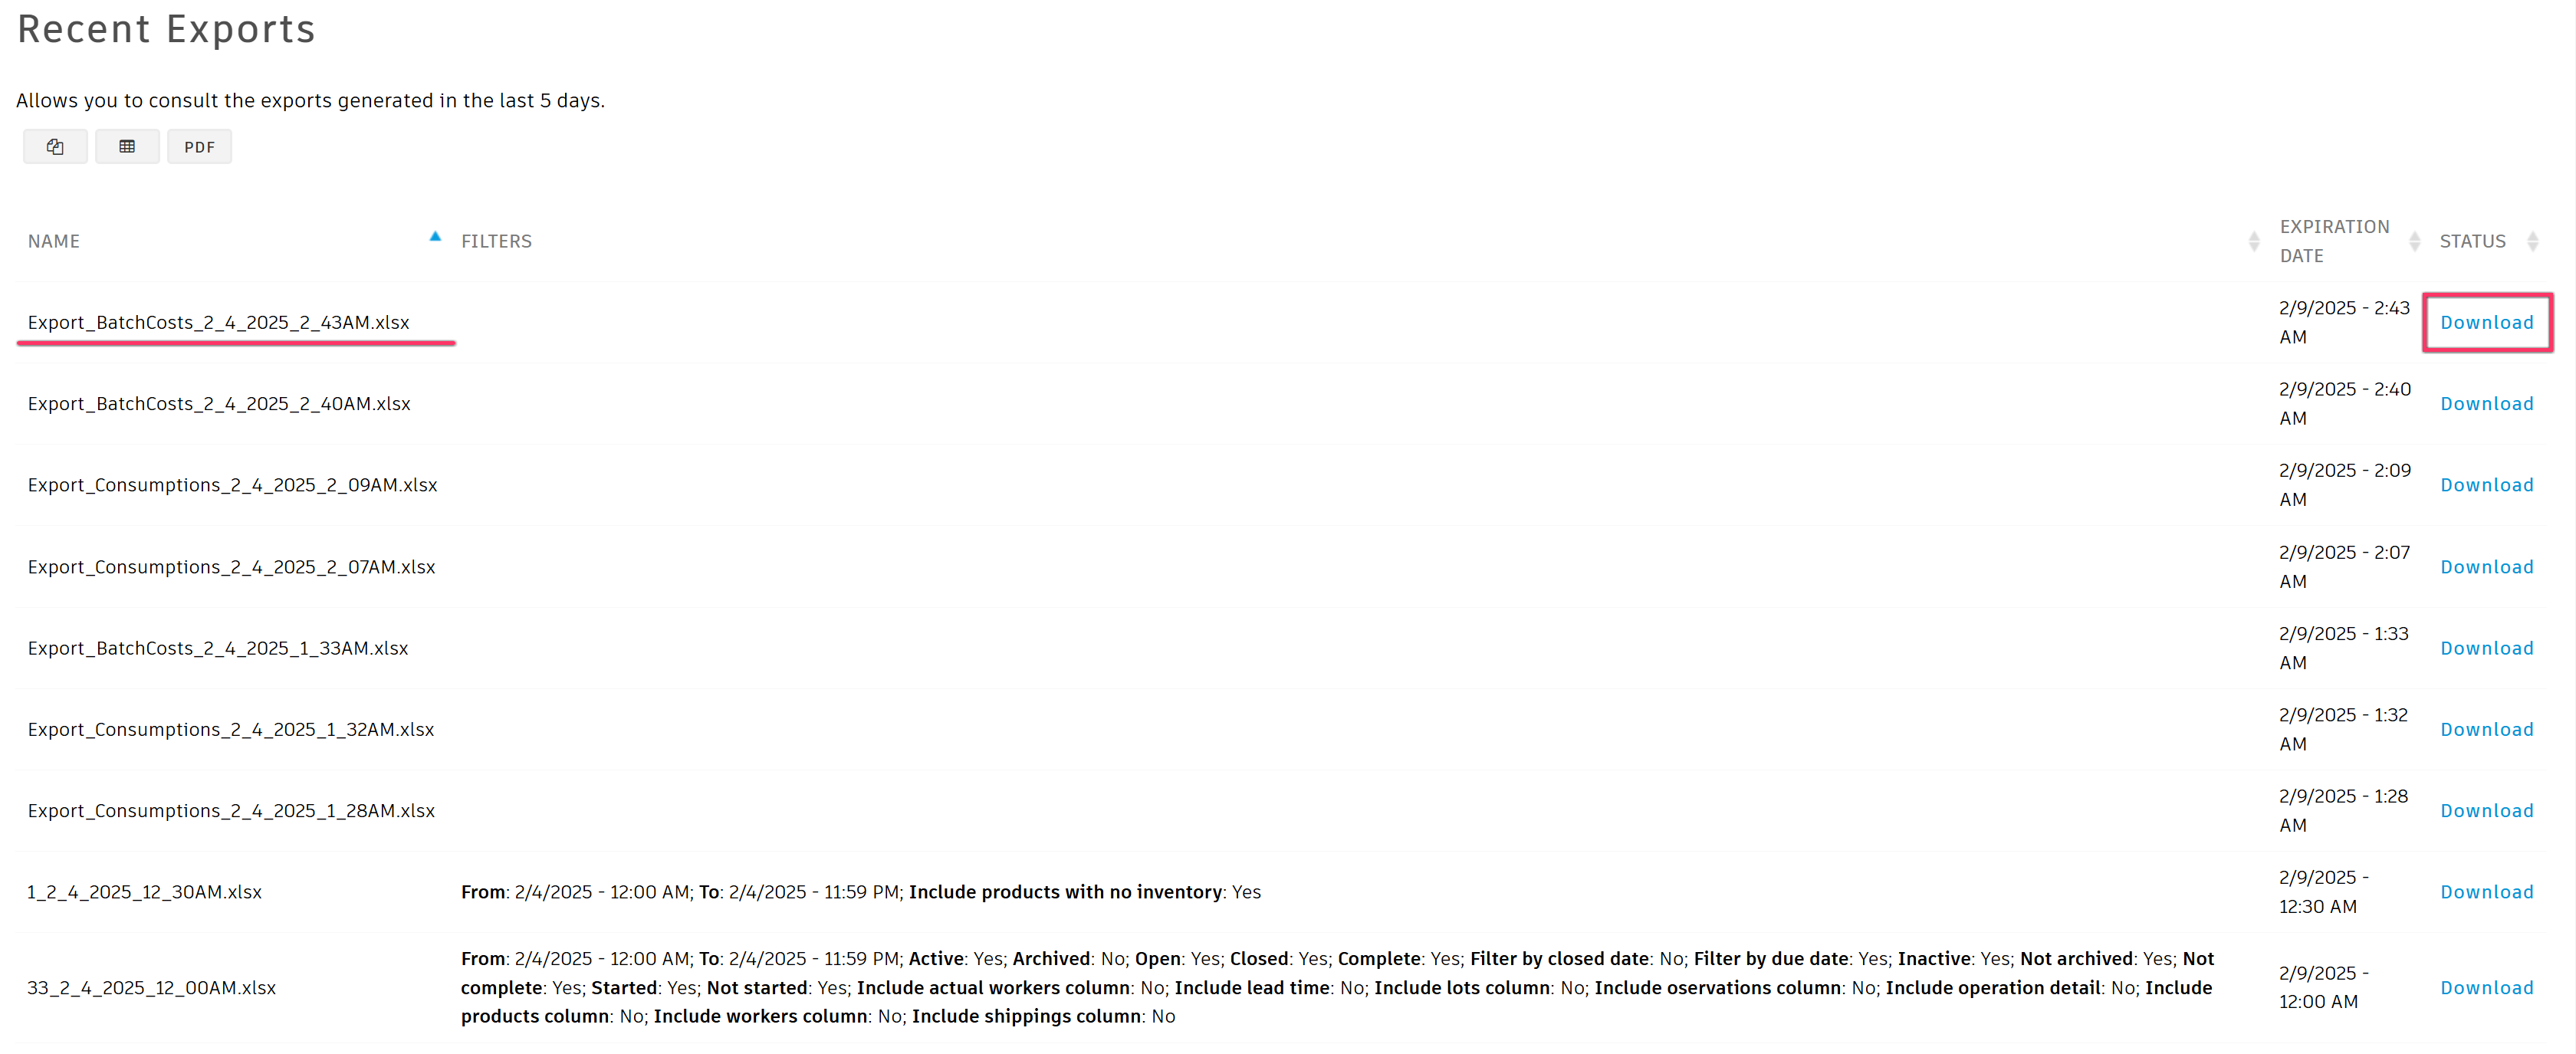 Recent Exports
Allows you to consult the exports generated in the last 5 days.
PDF
NAME FILTERS EXPIRATION DATE STATUS
Export_BatchCosts_2_4_2025_2_43AM.xlsx 2/9/2025 - 2:43 AM Download
Export_BatchCosts_2_4_2025_2_40AM.xlsx 2/9/2025 - 2:40 AM Download
Export_Consumptions_2_4_2025_2_09AM.xlsx 2/9/2025 - 2:09 AM Download
Export_Consumptions_2_4_2025_2_07AM.xlsx 2/9/2025 - 2:07 AM Download
Export_BatchCosts_2_4_2025_1_33AM.xlsx 2/9/2025 - 1:33 AM Download
Export_Consumptions_2_4_2025_1_32AM.xlsx 2/9/2025 - 1:32 AM Download
Export_Consumptions_2_4_2025_1_28AM.xlsx 2/9/2025 - 1:28 AM Download
1_2_4_2025_12_30AM.xlsx From: 2/4/2025 - 12:00 AM; To: 2/4/2025 - 11:59 PM; Include products with no inventory: Yes 2/9/2025 - 12:30 AM Download
33_2_4_2025_12_00AM.xlsx
From: 2/4/2025 - 12:00 AM; To: 2/4/2025 - 11:59 PM; Active: Yes; Archived: No; Open: Yes; Closed: Yes; Complete: Yes; Filter by closed date: No; Filter by due date: Yes; Inactive: Yes; Not archived: Yes; Not
complete: Yes; Started: Yes; Not started: Yes; Include actual workers column: No; Include lead time: No; Include lots column: No; Include oservations column: No; Include operation detail: No; Include
products column: No; Include workers column: No; Include shippings column: No
2/9/2025 -
12:00 AM
Download